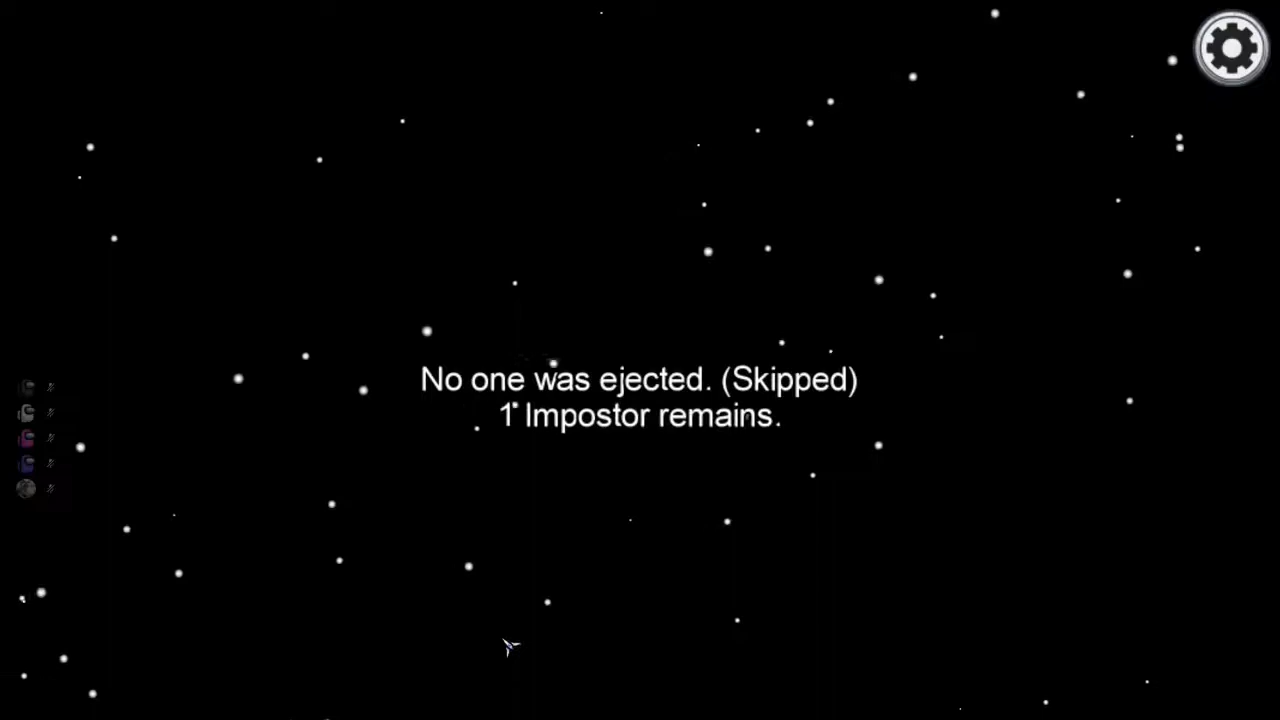 No one was ejected. (Skipped)
1 Impostor remains.